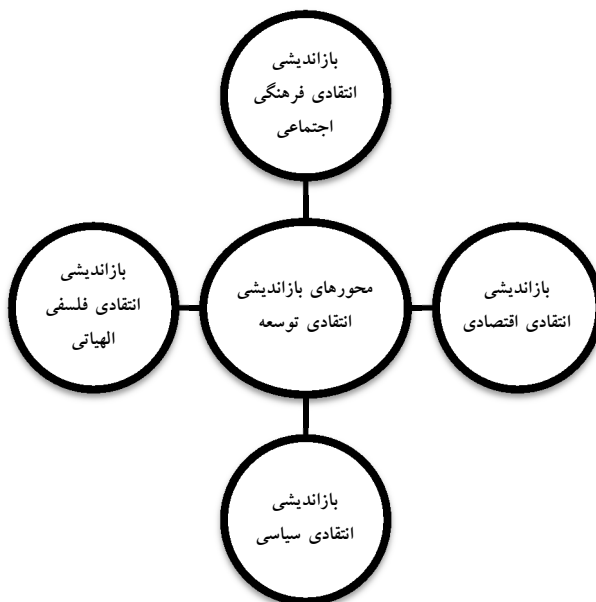 بازاندیشی
انتقادی فرهنگی
اجتماعی
محورهای بازاندیشی
انتقادی توسعه
بازاندیشی
انتقادی اقتصادی
بازاندیشی
انتقادی فلسفی
الهیاتی
بازاندیشی
انتقادی سیاسی